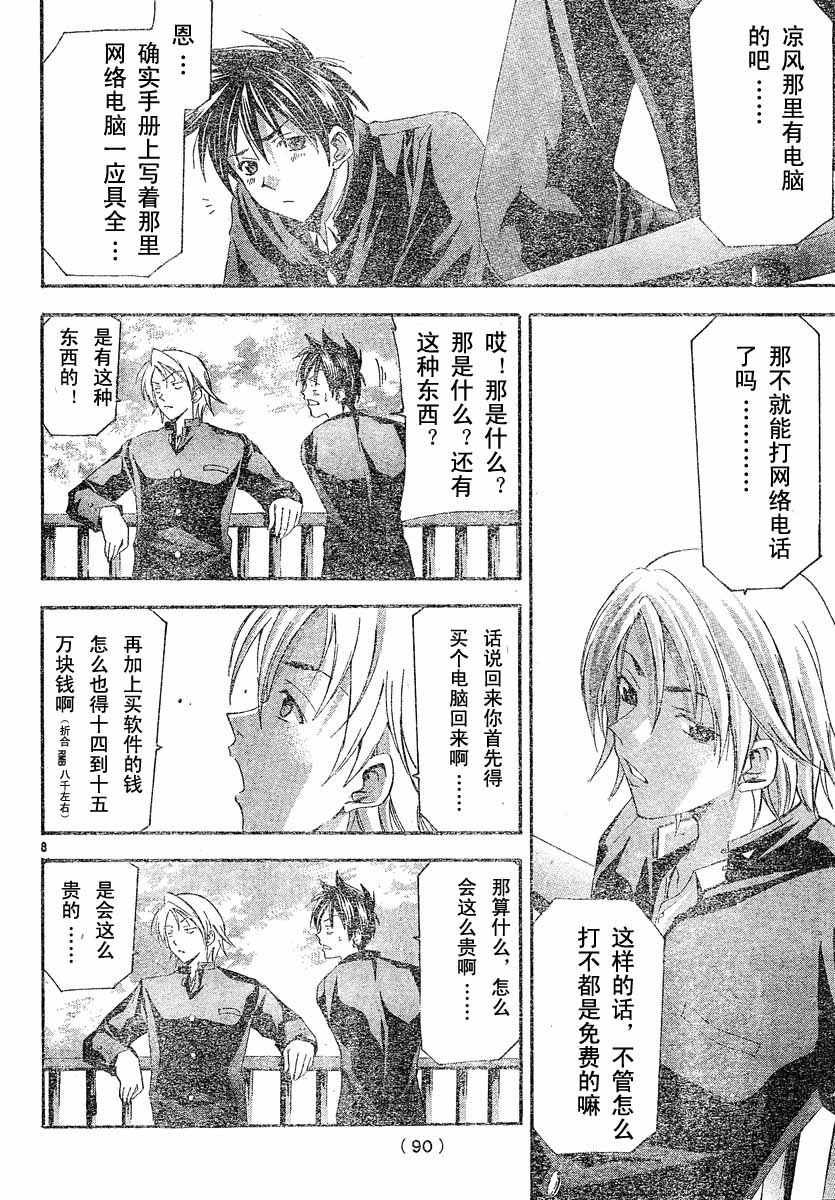 凉风那里有电脑
的吧……
恩…
确实手册上写着那里
网络电脑一应具全…
那不就能打网络电话
了吗…………
这样的话，不管怎么
打不都是免费的嘛
哎！那是什么？
那是什么？还有
这种东西？
是有这种
东西的！
话说回来你首先得
买个电脑回来啊……
再加上买软件的钱
怎么也得十四到十五
万块钱啊（折合RMB八千左右）
8
那算什么，怎么
会这么贵啊……
是会这么
贵的……
（90）